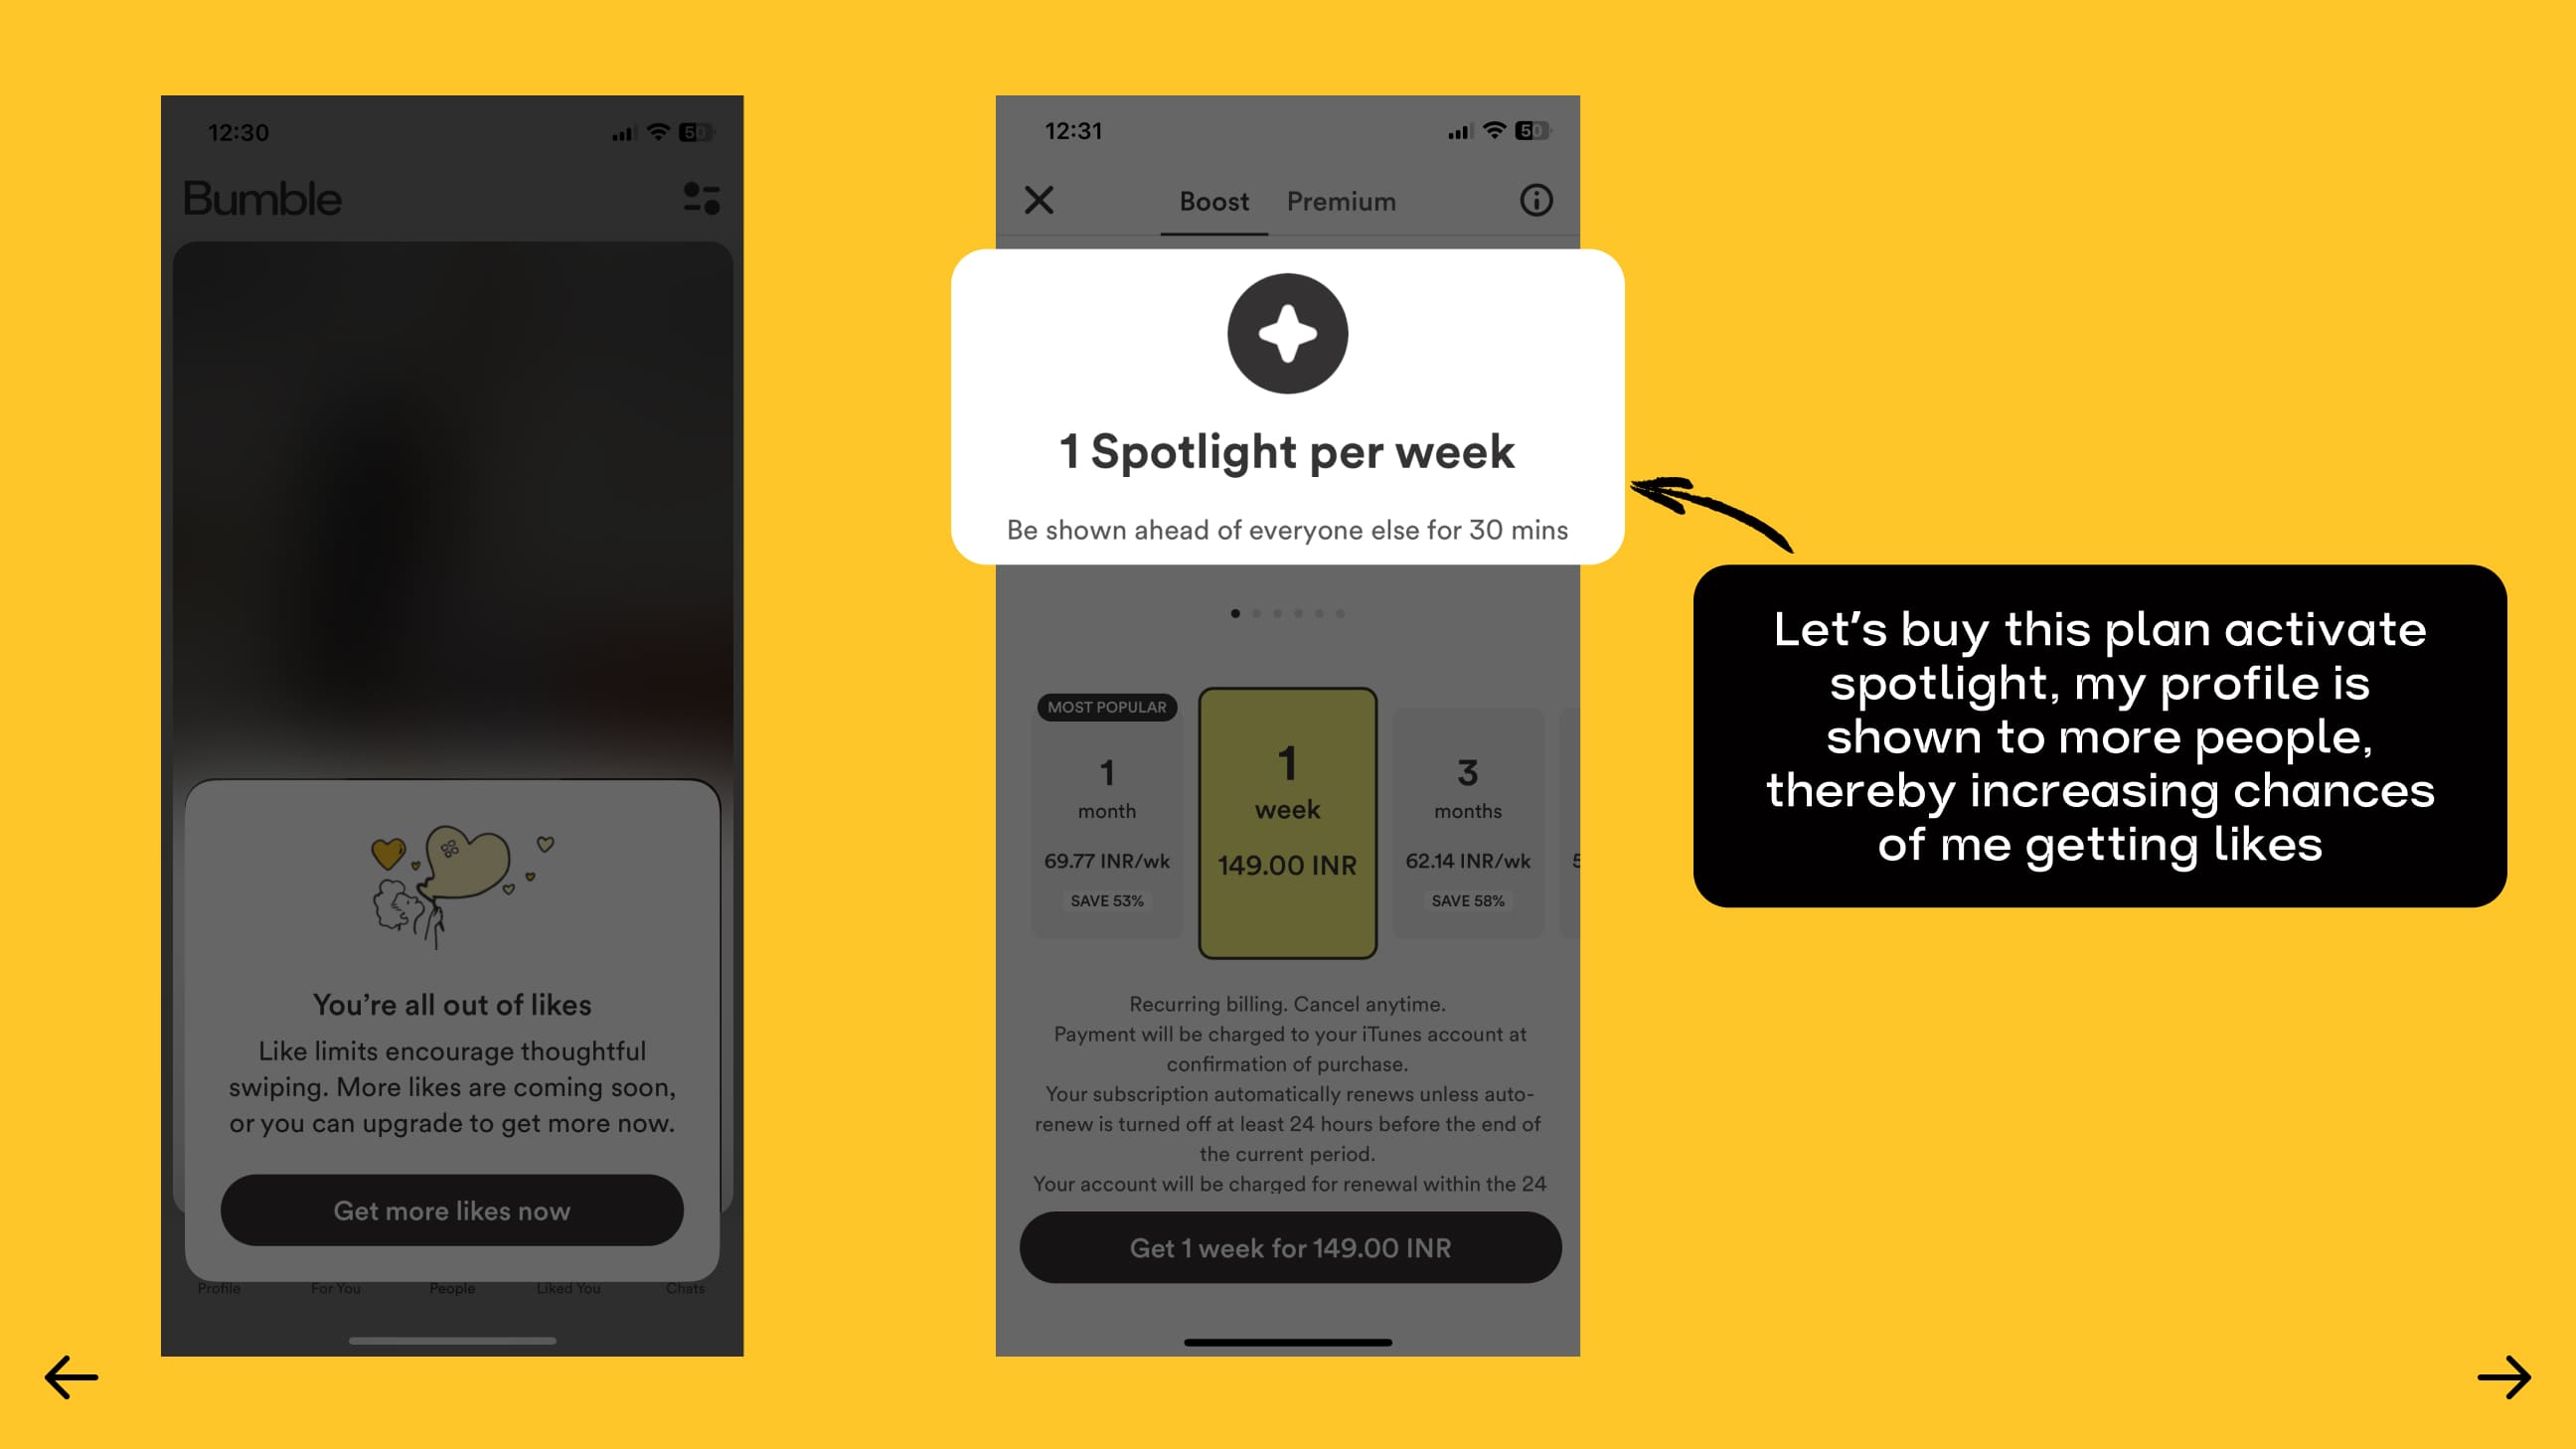 12:30
50
Bumble
You're all out of likes
Like limits encourage thoughtful
swiping. More likes are coming soon,
or you can upgrade to get more now.
Get more likes now
Profile
For You
People
Liked You
Chats
12:31
50
Boost
Premium
1 Spotlight per week
Be shown ahead of everyone else for 30 mins
MOST POPULAR
1
month
69.77 INR/wk
SAVE 53%
1
week
149.00 INR
3
months
62.14 INR/wk
SAVE 58%
Recurring billing. Cancel anytime.
Payment will be charged to your iTunes account at
confirmation of purchase.
Your subscription automatically renews unless auto-
renew is turned off at least 24 hours before the end of
the current period.
Your account will be charged for renewal within the 24
Get 1 week for 149.00 INR
Let's buy this plan activate
spotlight, my profile is
shown to more people,
thereby increasing chances
of me getting likes